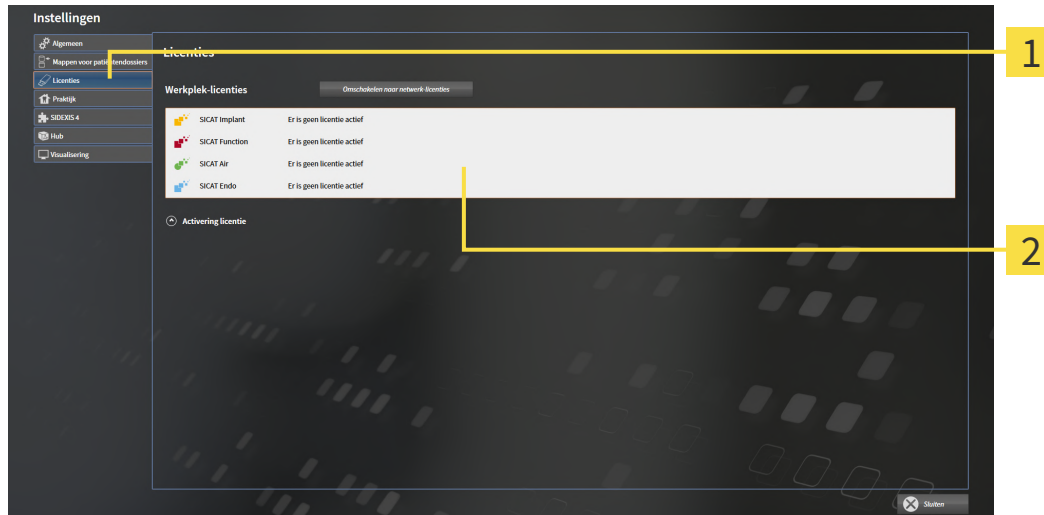 Instellingen
Algemeen
Mappen voor patiëntendossiers
Licenties
Praktijk
SIDEXIS 4
Hub
Visualisering
Licenties
Werkplek-licenties
Omschakelen naar netwerk-licenties
SICAT Implant Er is geen licentie actief
SICAT Function Er is geen licentie actief
SICAT Air Er is geen licentie actief
SICAT Endo Er is geen licentie actief
Activering licentie
Sluiten
1
2